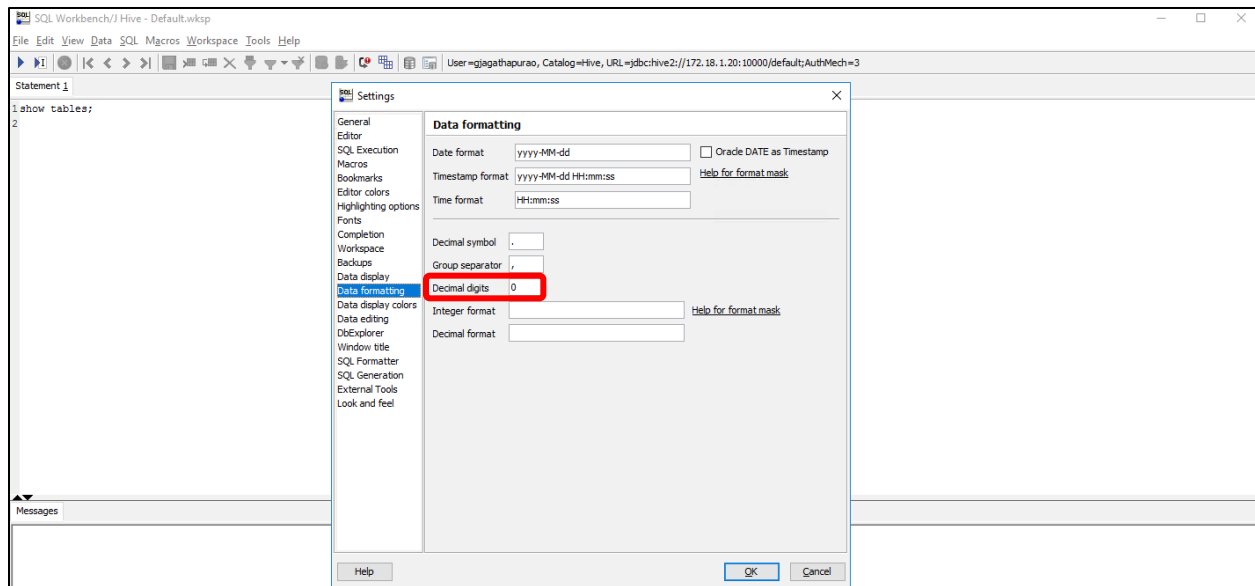 SQL Workbench/J Hive - Default.wksp
File Edit View Data SQL Macros Workspace Tools Help
User=gjagathapurao, Catalog=Hive, URL=jdbc:hive2://172.18.1.20:10000/default;AuthMech=3
Statement 1
1 show tables;
2
Settings
General
Editor
SQL Execution
Macros
Bookmarks
Editor colors
Highlighting options
Fonts
Completion
Workspace
Backups
Data display
Data formatting
Data display colors
Data editing
DbExplorer
Window title
SQL Formatter
SQL Generation
External Tools
Look and feel
Data formatting
Date format yyyy-MM-dd Oracle DATE as Timestamp
Timestamp format yyyy-MM-dd HH:mm:ss Help for format mask
Time format HH:mm:ss
Decimal symbol .
Group separator ,
Decimal digits 0
Integer format Help for format mask
Decimal format
Messages
Help OK Cancel